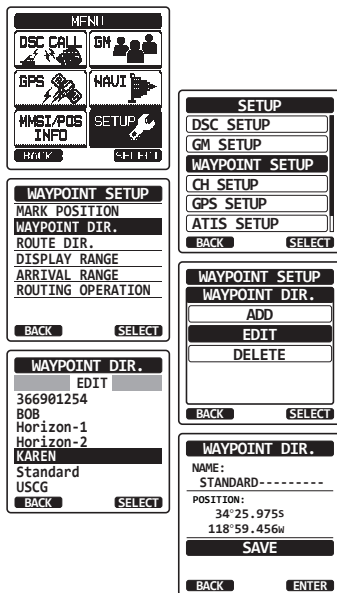 MENU
DSC CALL
GM
GPS
NAVI
MMSI/POS
INFO
SETUP
BACK
SELECT
SETUP
DSC SETUP
GM SETUP
WAYPOINT SETUP
CH SETUP
GPS SETUP
ATIS SETUP
BACK
SELECT
WAYPOINT SETUP
MARK POSITION
WAYPOINT DIR.
ROUTE DIR.
DISPLAY RANGE
ARRIVAL RANGE
ROUTING OPERATION
BACK
SELECT
WAYPOINT SETUP
WAYPOINT DIR.
ADD
EDIT
DELETE
BACK
SELECT
WAYPOINT DIR.
EDIT
366901254
BOB
Horizon-1
Horizon-2
KAREN
Standard
USCG
BACK
SELECT
WAYPOINT DIR.
NAME:
STANDARD---------
POSITION:
34°25.975S
118°59.456W
SAVE
BACK
ENTER